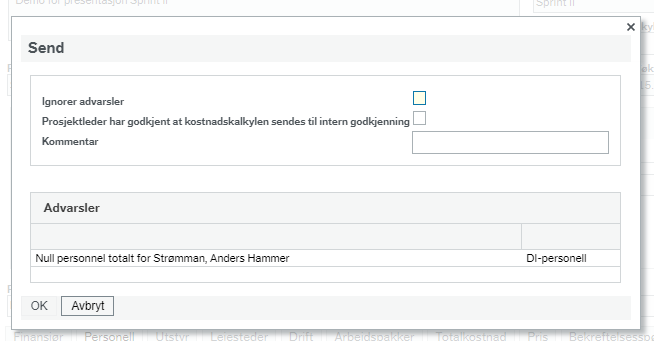 Demo for presentasjon Sprint II
Sprint II
Send
Ignorer advarsler
Prosjektleder har godkjent at kostnadskalkylen sendes til intern godkjenning
Kommentar
Advarsler
Null personnel totalt for Strømman, Anders Hammer DI-personell
OK Avbryt
Finansiør Personell Utstyr Leiesteder Drift Arbeidspakker Totalkostnad Pris